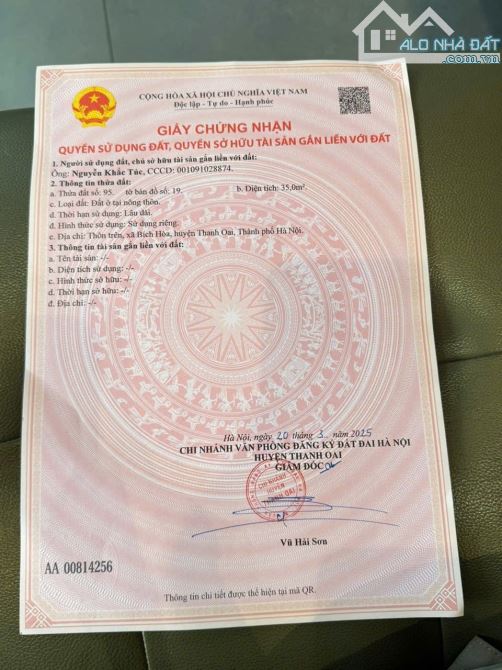 ALO NHÀ ĐẤT
.com.vn
CỘNG HÒA XÃ HỘI CHỦ NGHĨA VIỆT NAM
Độc lập - Tự do - Hạnh phúc
GIẤY CHỨNG NHẬN
QUYỀN SỬ DỤNG ĐẤT, QUYỀN SỞ HỮU TÀI SẢN GẮN LIỀN VỚI ĐẤT
1. Người sử dụng đất, chủ sở hữu tài sản gắn liền với đất:
Ông: Nguyễn Khắc Túc, CCCD: 001091028874.
2. Thông tin thửa đất:
a. Thửa đất số: 95, tờ bản đồ số: 19. b. Diện tích: 35,0m².
c. Loại đất: Đất ở tại nông thôn.
d. Thời hạn sử dụng: Lâu dài.
đ. Hình thức sử dụng: Sử dụng riêng.
e. Địa chỉ: Thôn trên, xã Bích Hòa, huyện Thanh Oai, Thành phố Hà Nội.
3. Thông tin tài sản gắn liền với đất:
a. Tên tài sản: -/-
b. Diện tích sử dụng: -/-
c. Hình thức sở hữu: -/-
d. Thời hạn sở hữu: -/-
đ. Địa chỉ: -/-
Hà Nội, ngày 20 tháng 3 năm 2025
CHI NHÁNH VĂN PHÒNG ĐĂNG KÝ ĐẤT ĐAI HÀ NỘI
HUYỆN THANH OAI
GIÁM ĐỐC
CHI NHÁNH
HUYỆN
THANH OAI
Vũ Hải Sơn
AA 00814256
Thông tin chi tiết được thể hiện tại mã QR.